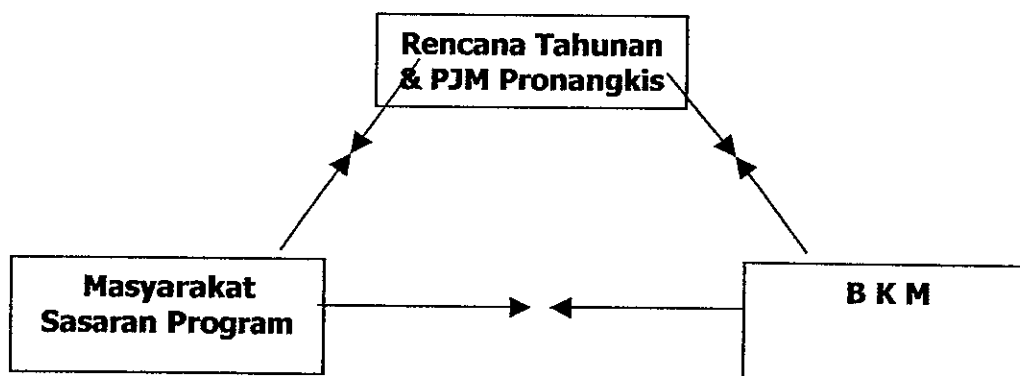 Rencana Tahunan
& PJM Pronangkis
Masyarakat
Sasaran Program
B K M